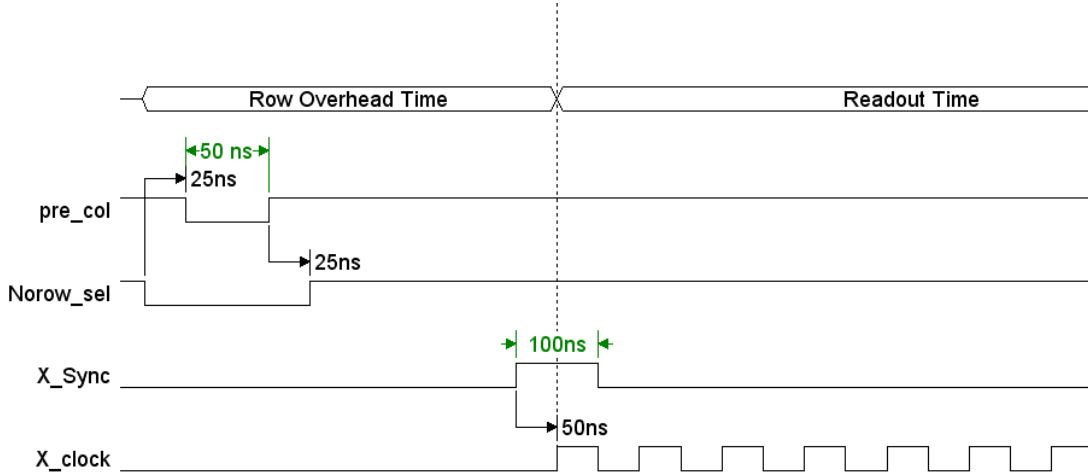 Row Overhead Time
Readout Time
50 ns
25ns
pre_col
25ns
Norow_sel
100ns
X_Sync
50ns
X_clock